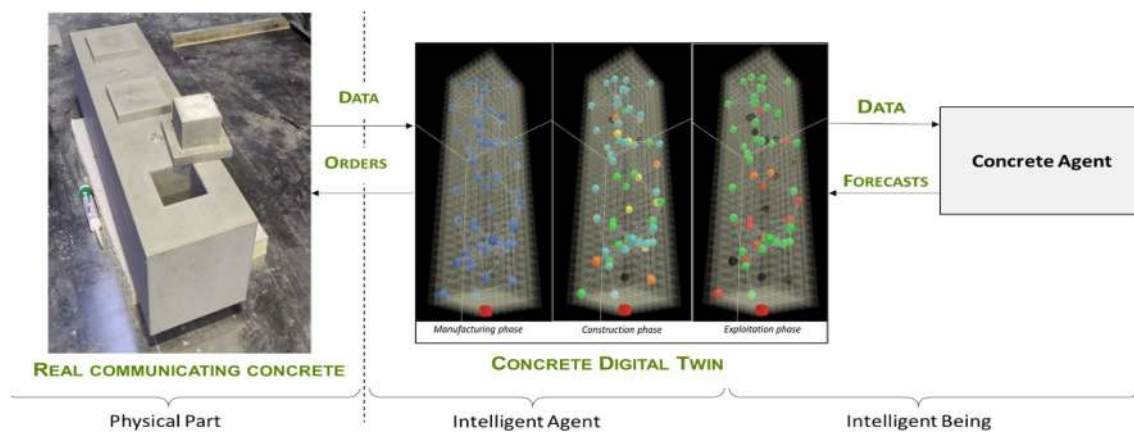 DATA
ORDERS
DATA
FORECASTS
Concrete Agent
Manufacturing phase
Construction phase
Exploitation phase
REAL COMMUNICATING CONCRETE
CONCRETE DIGITAL TWIN
Physical Part
Intelligent Agent
Intelligent Being